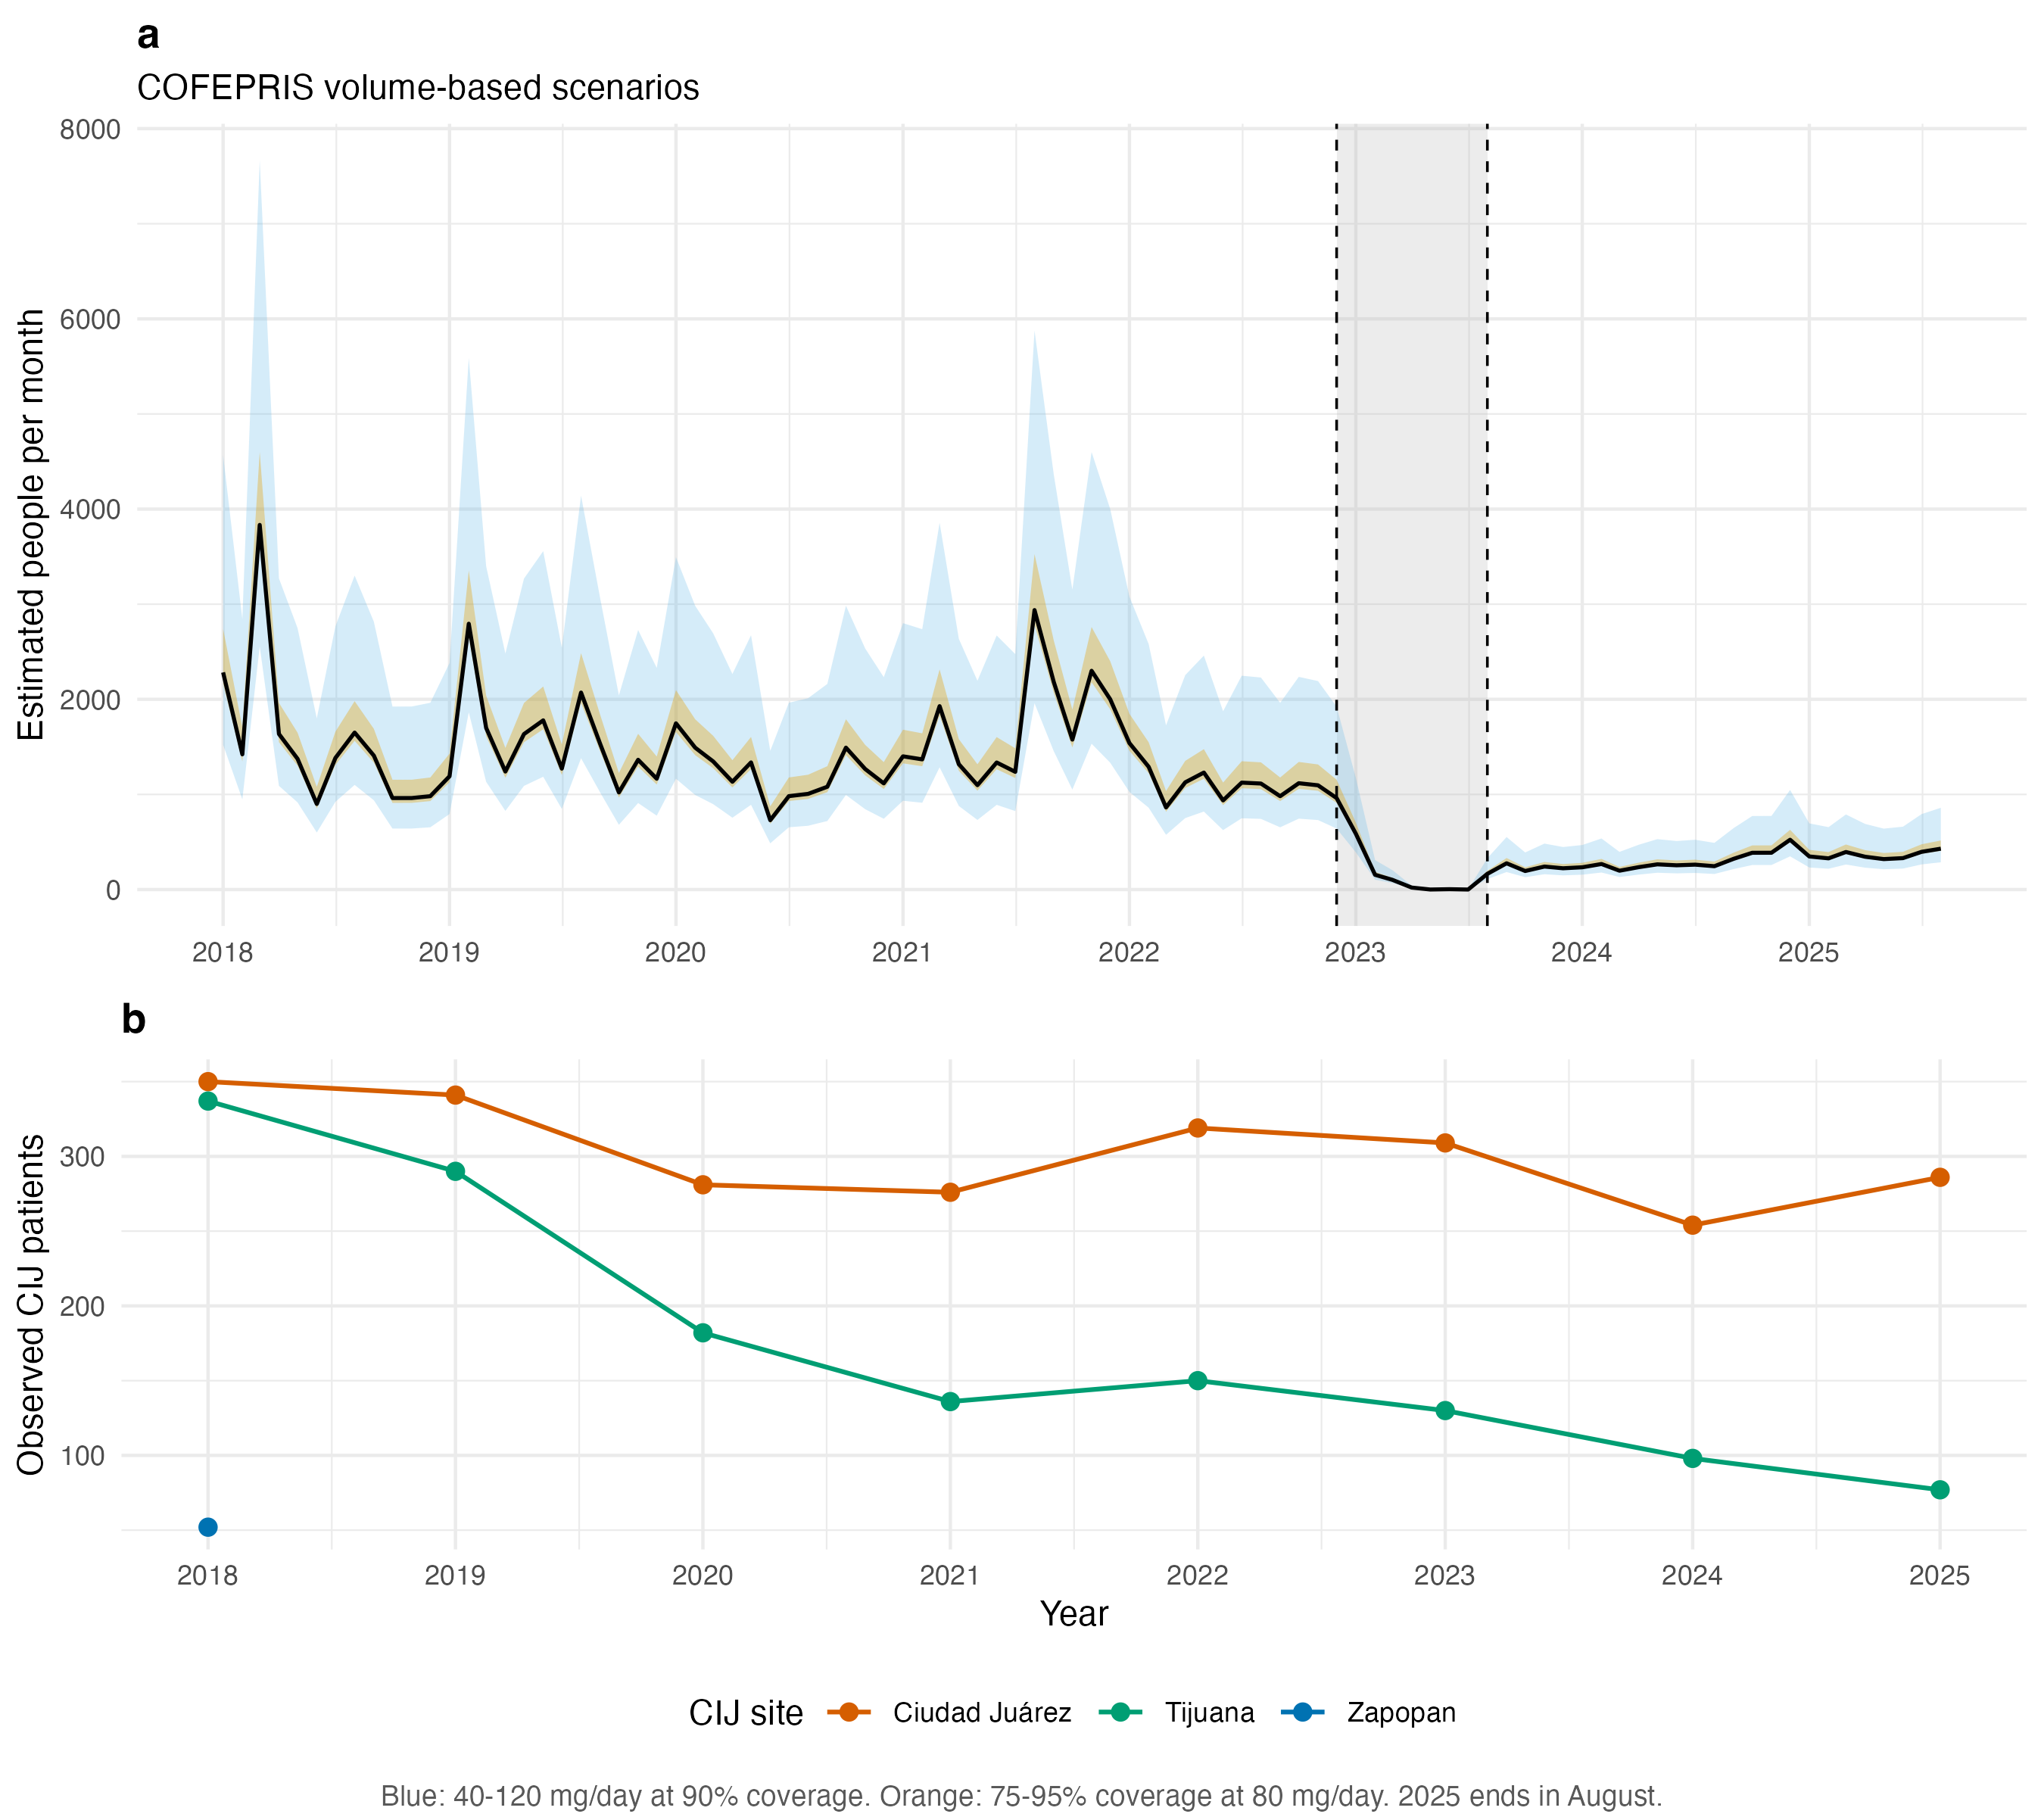 a
COFEPRIS volume-based scenarios
Estimated people per month
8000
6000
4000
2000
0
2018 2019 2020 2021 2022 2023 2024 2025
b
Observed CIJ patients
300
200
100
2018 2019 2020 2021 2022 2023 2024 2025
Year
CIJ site Ciudad Juárez Tijuana Zapopan
Blue: 40-120 mg/day at 90% coverage. Orange: 75-95% coverage at 80 mg/day. 2025 ends in August.